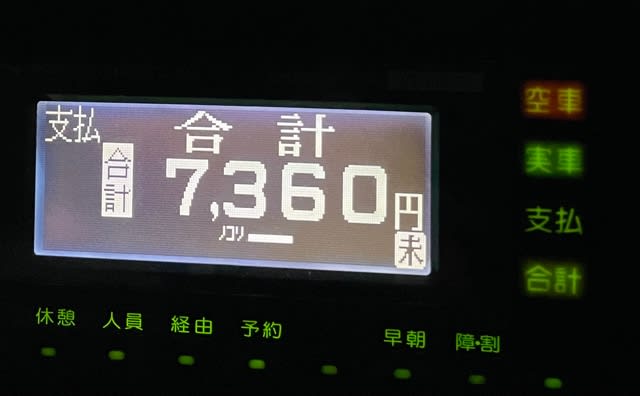 支払 合計
合計 7,360円
ﾉｺﾘ 未
空車
実車
支払
合計
休憩 人員 経由 予約 早朝 障・割